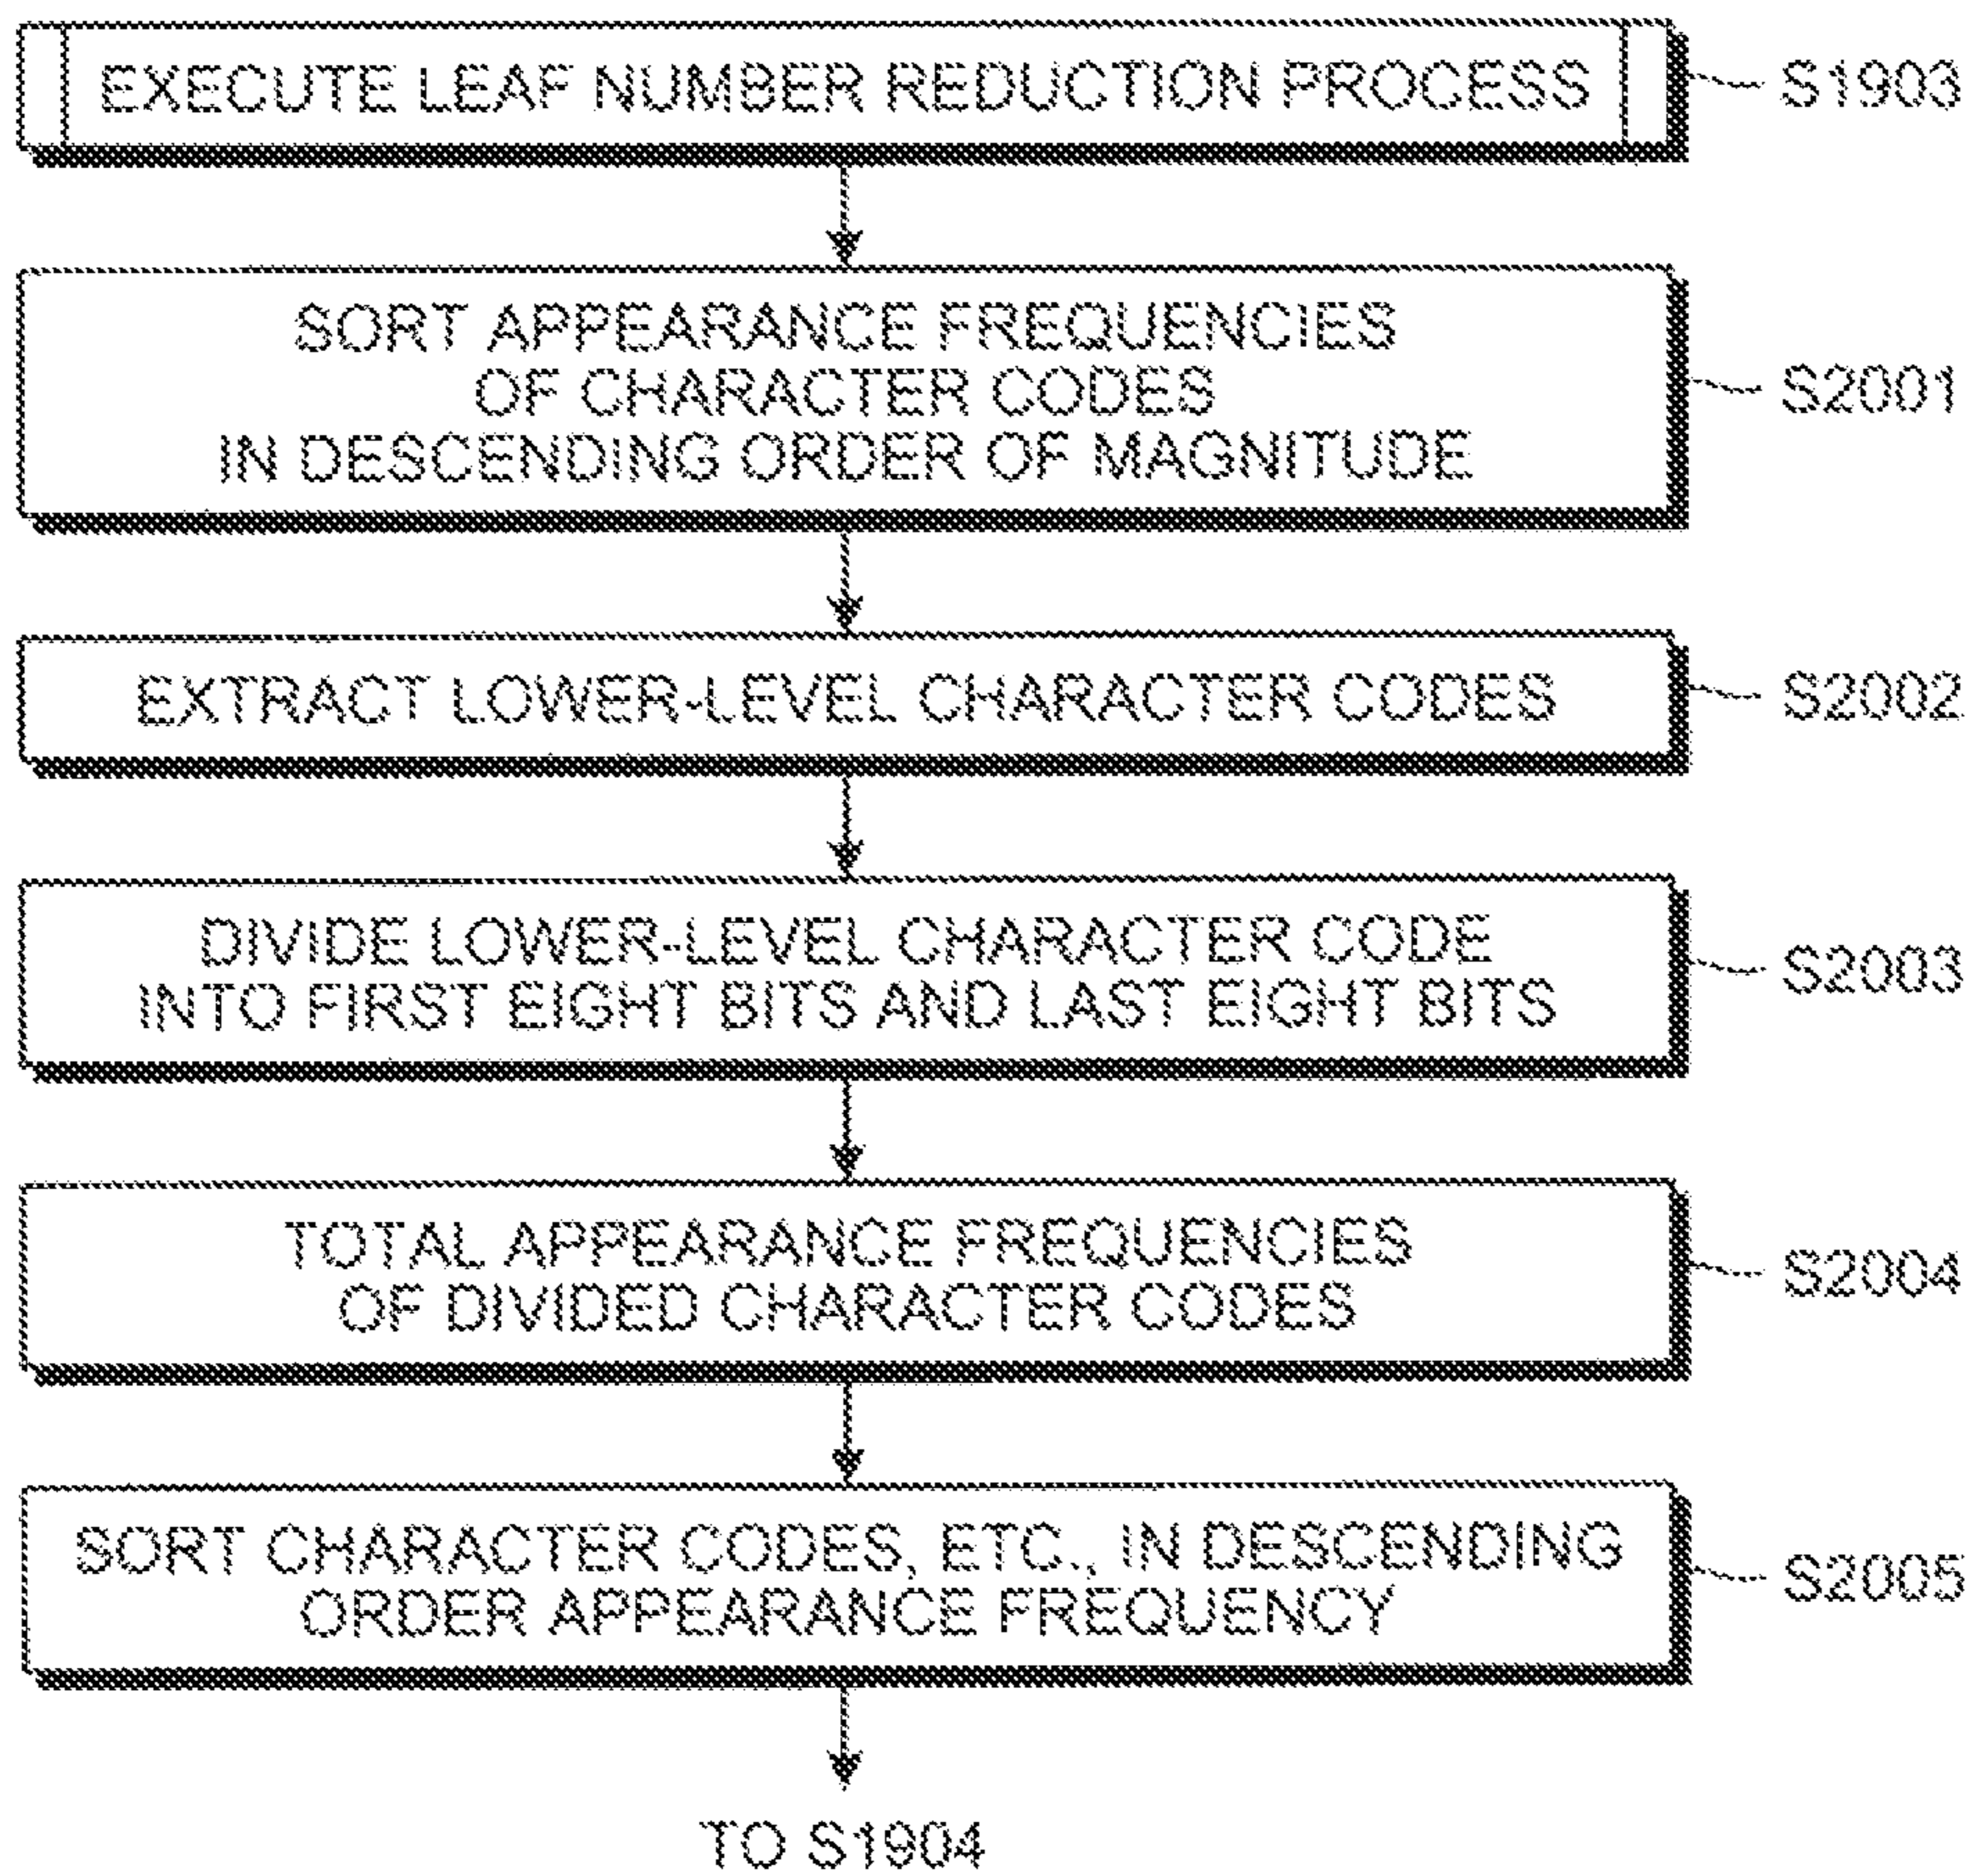 EXECUTE LEAF NUMBER REDUCTION PROCESS
S1903
SORT APPEARANCE FREQUENCIES
OF CHARACTER CODES
IN DESCENDING ORDER OF MAGNITUDE
S2001
EXTRACT LOWER-LEVEL CHARACTER CODES
S2002
DIVIDE LOWER-LEVEL CHARACTER CODE
INTO FIRST EIGHT BITS AND LAST EIGHT BITS
S2003
TOTAL APPEARANCE FREQUENCIES
OF DIVIDED CHARACTER CODES
S2004
SORT CHARACTER CODES, ETC., IN DESCENDING
ORDER APPEARANCE FREQUENCY
S2005
TO S1904